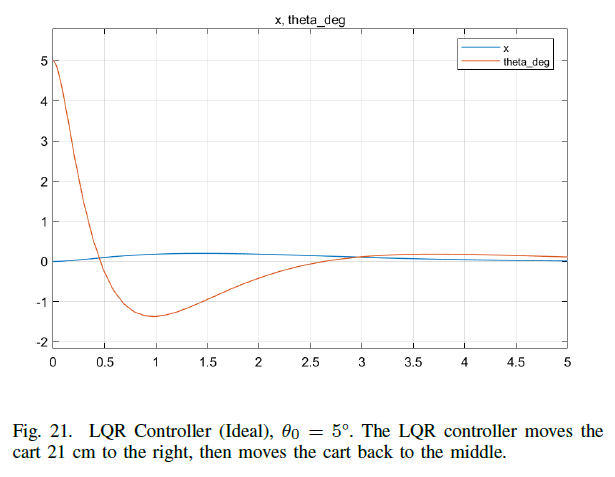 x, theta_deg
x
theta_deg
5
4
3
2
1
0
-1
-2
0 0.5 1 1.5 2 2.5 3 3.5 4 4.5 5
Fig. 21. LQR Controller (Ideal), θ0 = 5°. The LQR controller moves the
cart 21 cm to the right, then moves the cart back to the middle.